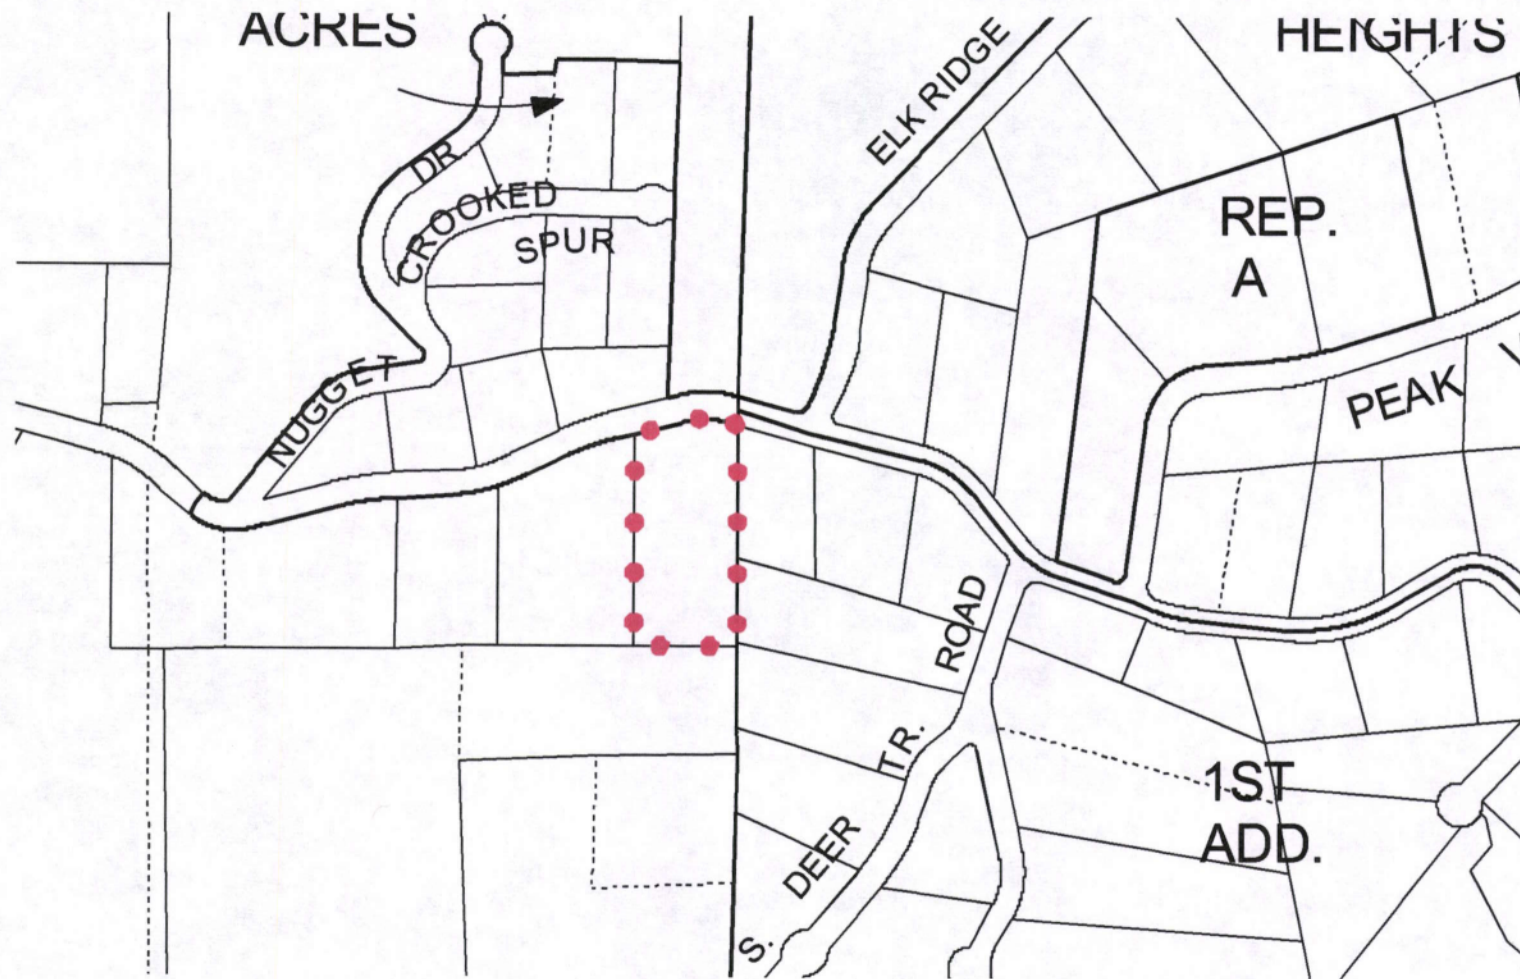 ACRES
HEIGHTS
ELK RIDGE
DR
CROOKED
SPUR
REP.
A
NUGGET
PEAK
ROAD
TR.
1ST
ADD.
DEER
S.